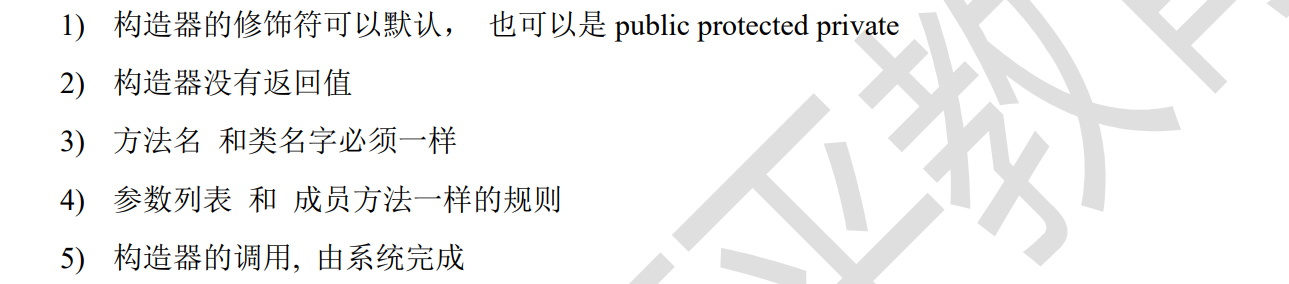 1) 构造器的修饰符可以默认， 也可以是 public protected private
2) 构造器没有返回值
3) 方法名 和类名字必须一样
4) 参数列表 和 成员方法一样的规则
5) 构造器的调用, 由系统完成